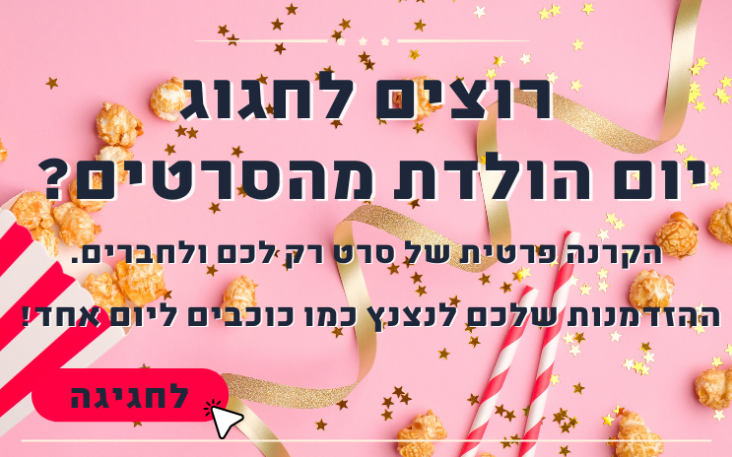 רוצים לחגוג
יום הולדת מהסרטים?
הקרנה פרטית של סרט רק לכם ולחברים.
ההזדמנות שלכם לנצנץ כמו כוכבים ליום אחד!
לחגיגה